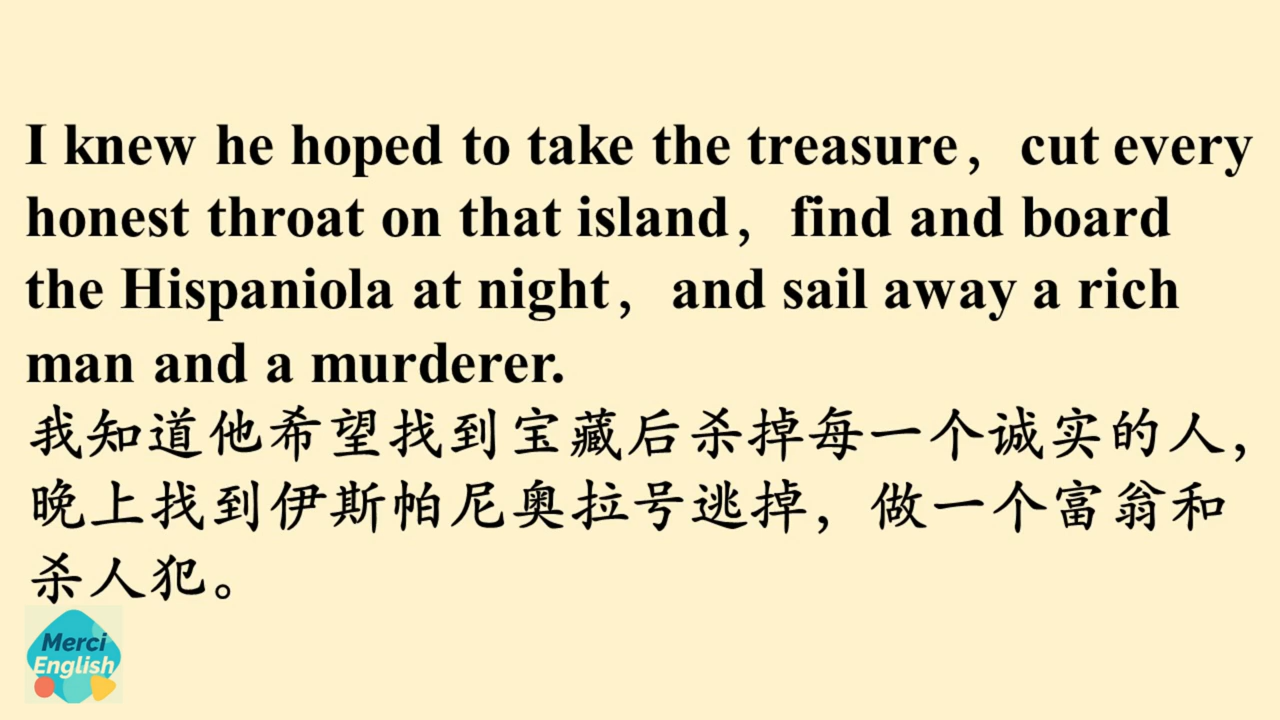 I knew he hoped to take the treasure，cut every
honest throat on that island，find and board
the Hispaniola at night，and sail away a rich
man and a murderer.
我知道他希望找到宝藏后杀掉每一个诚实的人，
晚上找到伊斯帕尼奥拉号逃掉，做一个富翁和
杀人犯。
Merci
English